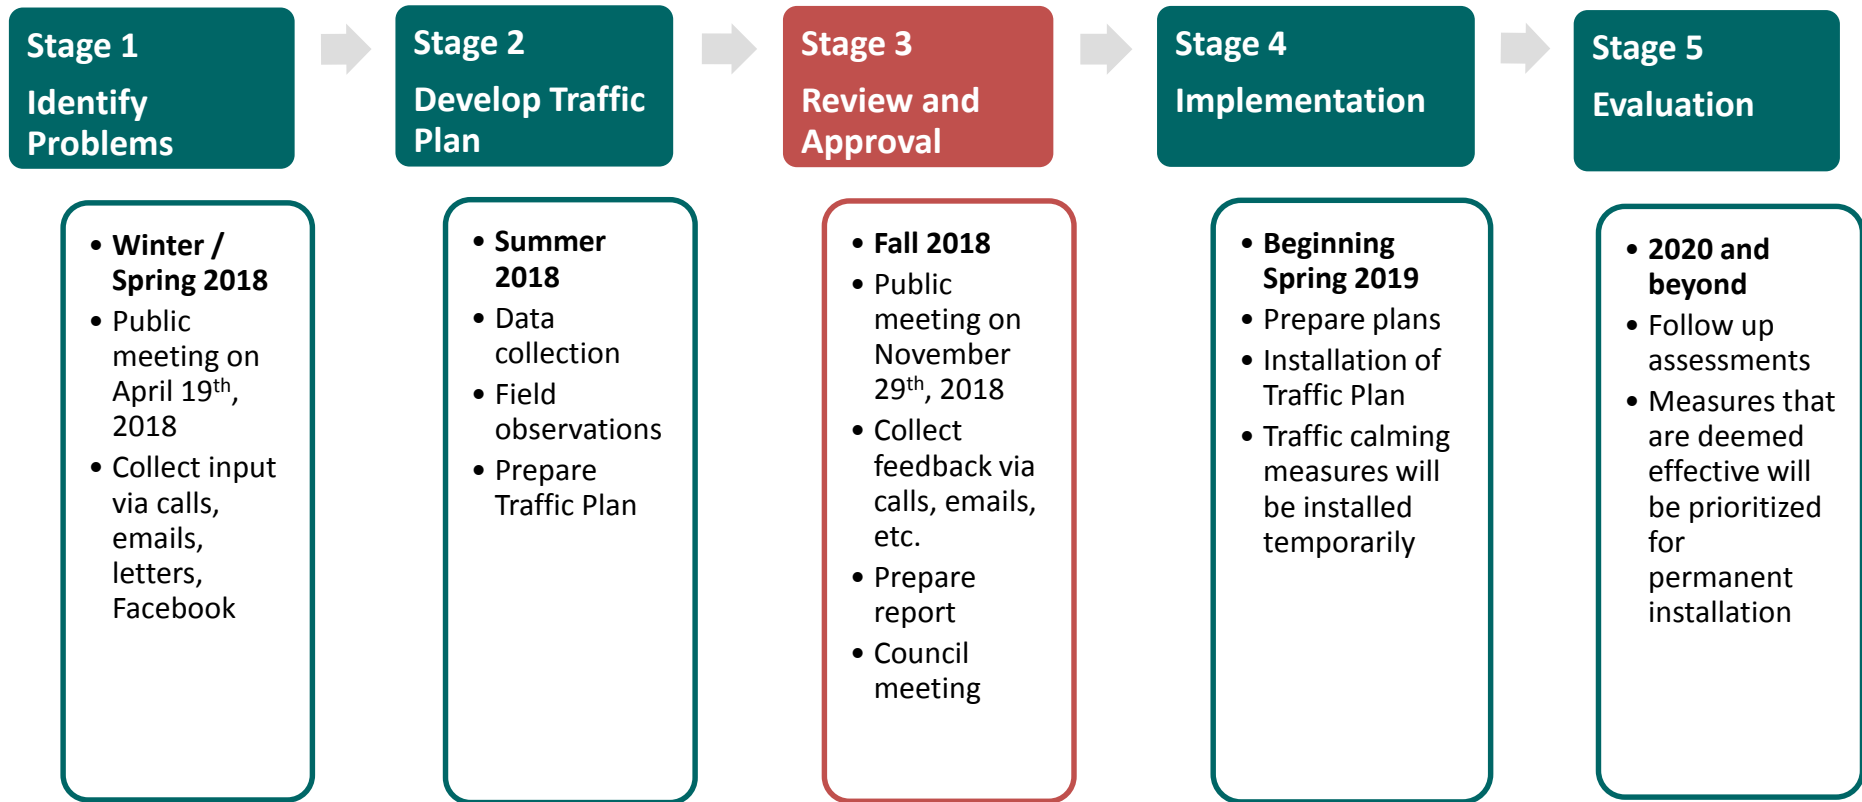 Stage 1
Identify
Problems
• Winter /
Spring 2018
• Public
meeting on
April 19th,
2018
• Collect input
via calls,
emails,
letters,
Facebook
Stage 2
Develop Traffic
Plan
• Summer
2018
• Data
collection
• Field
observations
• Prepare
Traffic Plan
Stage 3
Review and
Approval
• Fall 2018
• Public
meeting on
November
29th, 2018
• Collect
feedback via
calls, emails,
etc.
• Prepare
report
• Council
meeting
Stage 4
Implementation
• Beginning
Spring 2019
• Prepare plans
• Installation of
Traffic Plan
• Traffic calming
measures will
be installed
temporarily
Stage 5
Evaluation
• 2020 and
beyond
• Follow up
assessments
• Measures that
are deemed
effective will
be prioritized
for
permanent
installation